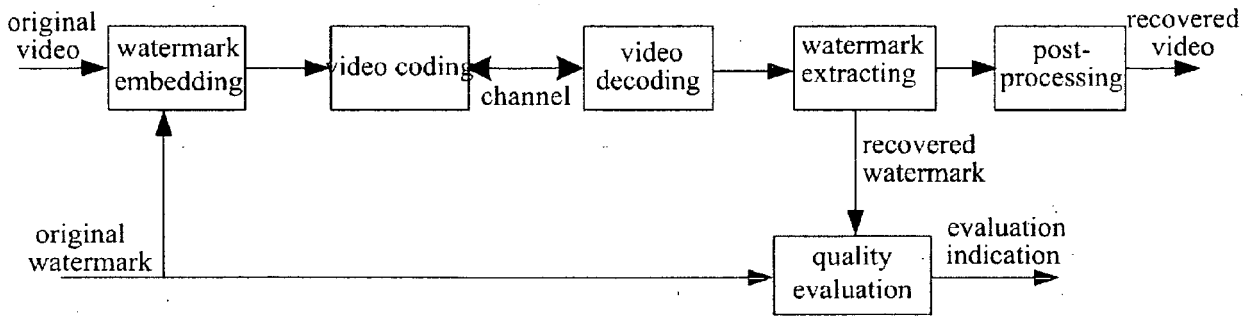 original
video
watermark
embedding
video coding
channel
video
decoding
watermark
extracting
post-
processing
recovered
video
recovered
watermark
original
watermark
quality
evaluation
evaluation
indication